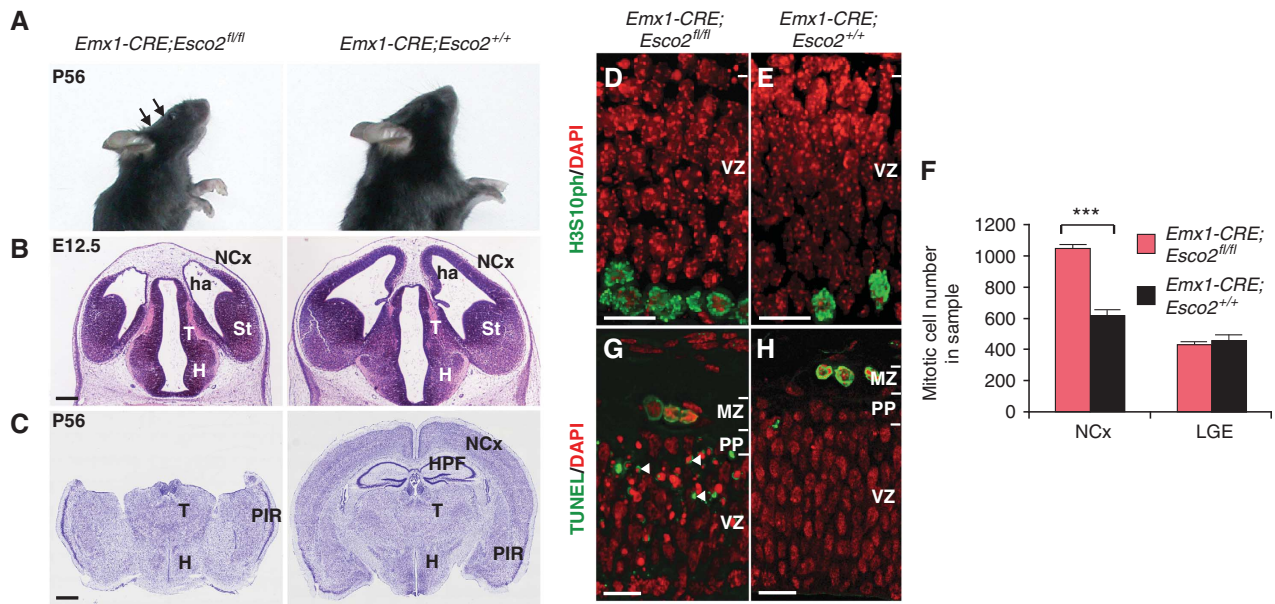 A
Emx1-CRE;Esco2fl/fl
Emx1-CRE;Esco2+/+
P56
B
E12.5
NCx
ha
T
St
H
NCx
ha
T
St
H
C
P56
T
PIR
H
NCx
HPF
T
H
PIR
Emx1-CRE;
Esco2fl/fl
Emx1-CRE;
Esco2+/+
H3S10ph/DAPI
D
VZ
E
VZ
TUNEL/DAPI
G
MZ
PP
VZ
H
MZ
PP
VZ
F
Mitotic cell number
in sample
1200
1000
800
600
400
200
0
***
NCx
LGE
Emx1-CRE;
Esco2fl/fl
Emx1-CRE;
Esco2+/+